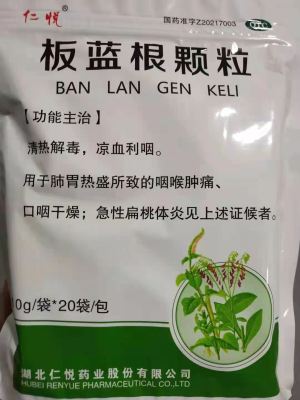 仁悦®
国药准字Z20217003
OTC
板蓝根颗粒
BAN LAN GEN KELI
【功能主治】
清热解毒，凉血利咽。
用于肺胃热盛所致的咽喉肿痛、
口咽干燥；急性扁桃体炎见上述证候者。
0g/袋*20袋/包
湖北仁悦药业股份有限公司
HUBEI RENYUE PHARMACEUTICAL CO.,LTD